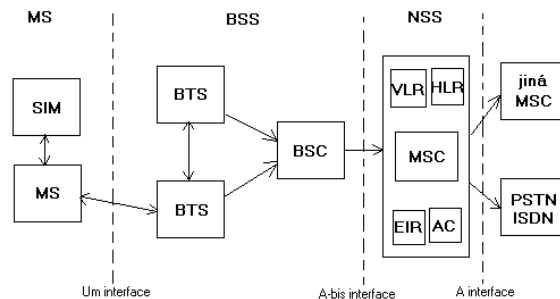 MS
BSS
NSS
SIM
MS
BTS
BTS
BSC
VLR
HLR
MSC
EIR
AC
jiná
MSC
PSTN
ISDN
Um interface
A-bis interface
A interface